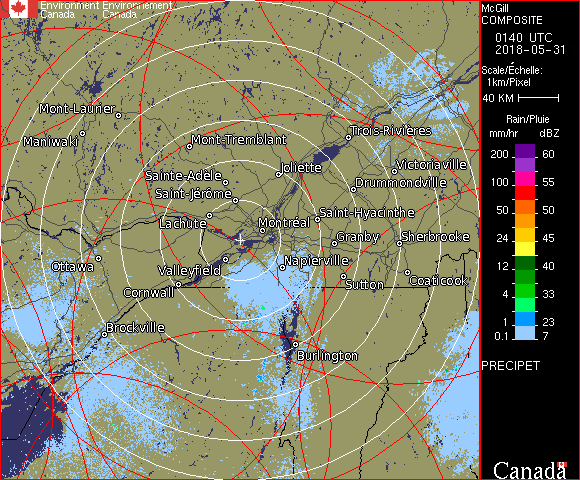 Environment Environnement
Canada Canada
McGill
COMPOSITE
0140 UTC
2018-05-31
Scale/Échelle:
1km/Pixel
40 KM
Rain/Pluie
mm/hr dBZ
200 60
150 57
100 55
50 50
24 45
12 40
4 33
1 23
0.1 7
PRECIPET
Canada
Mont-Laurier
Maniwaki
Mont-Tremblant
Trois-Rivières
Joliette
Victoriaville
Sainte-Adèle
Drummondville
Saint-Jérôme
Saint-Hyacinthe
Lachute
Montréal
Granby
Sherbrooke
Ottawa
Valleyfield
Napierville
Cornwall
Sutton
Coaticook
Brockville
Burlington